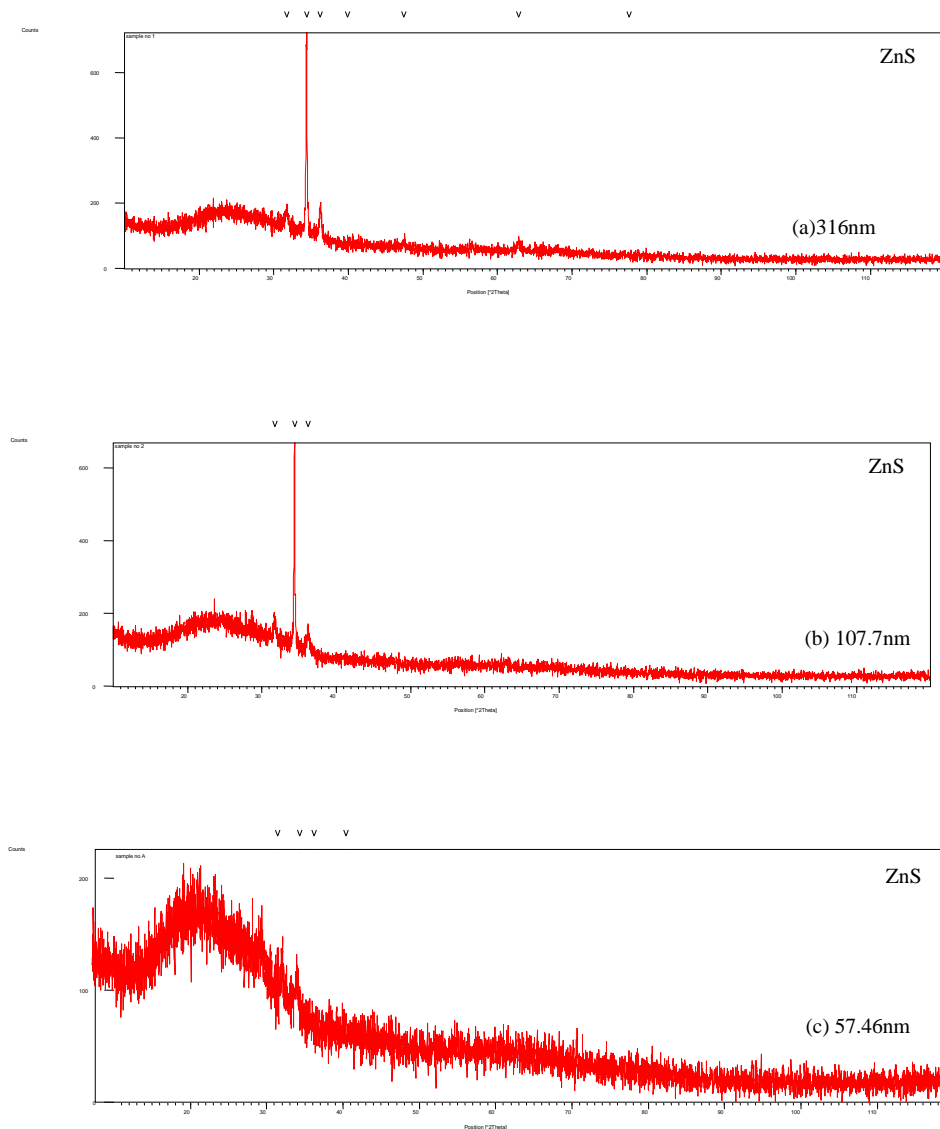 v v v v v v v
Counts
sample no 1
ZnS
600
400
200
0
(a)316nm
20 30 40 50 60 70 80 90 100 110
Position [°2Theta]
v v v
Counts
sample no 2
ZnS
600
400
200
0
(b) 107.7nm
20 30 40 50 60 70 80 90 100 110
Position [°2Theta]
v v v v
Counts
sample no A
ZnS
200
100
0
(c) 57.46nm
20 30 40 50 60 70 80 90 100 110
Position [°2Theta]